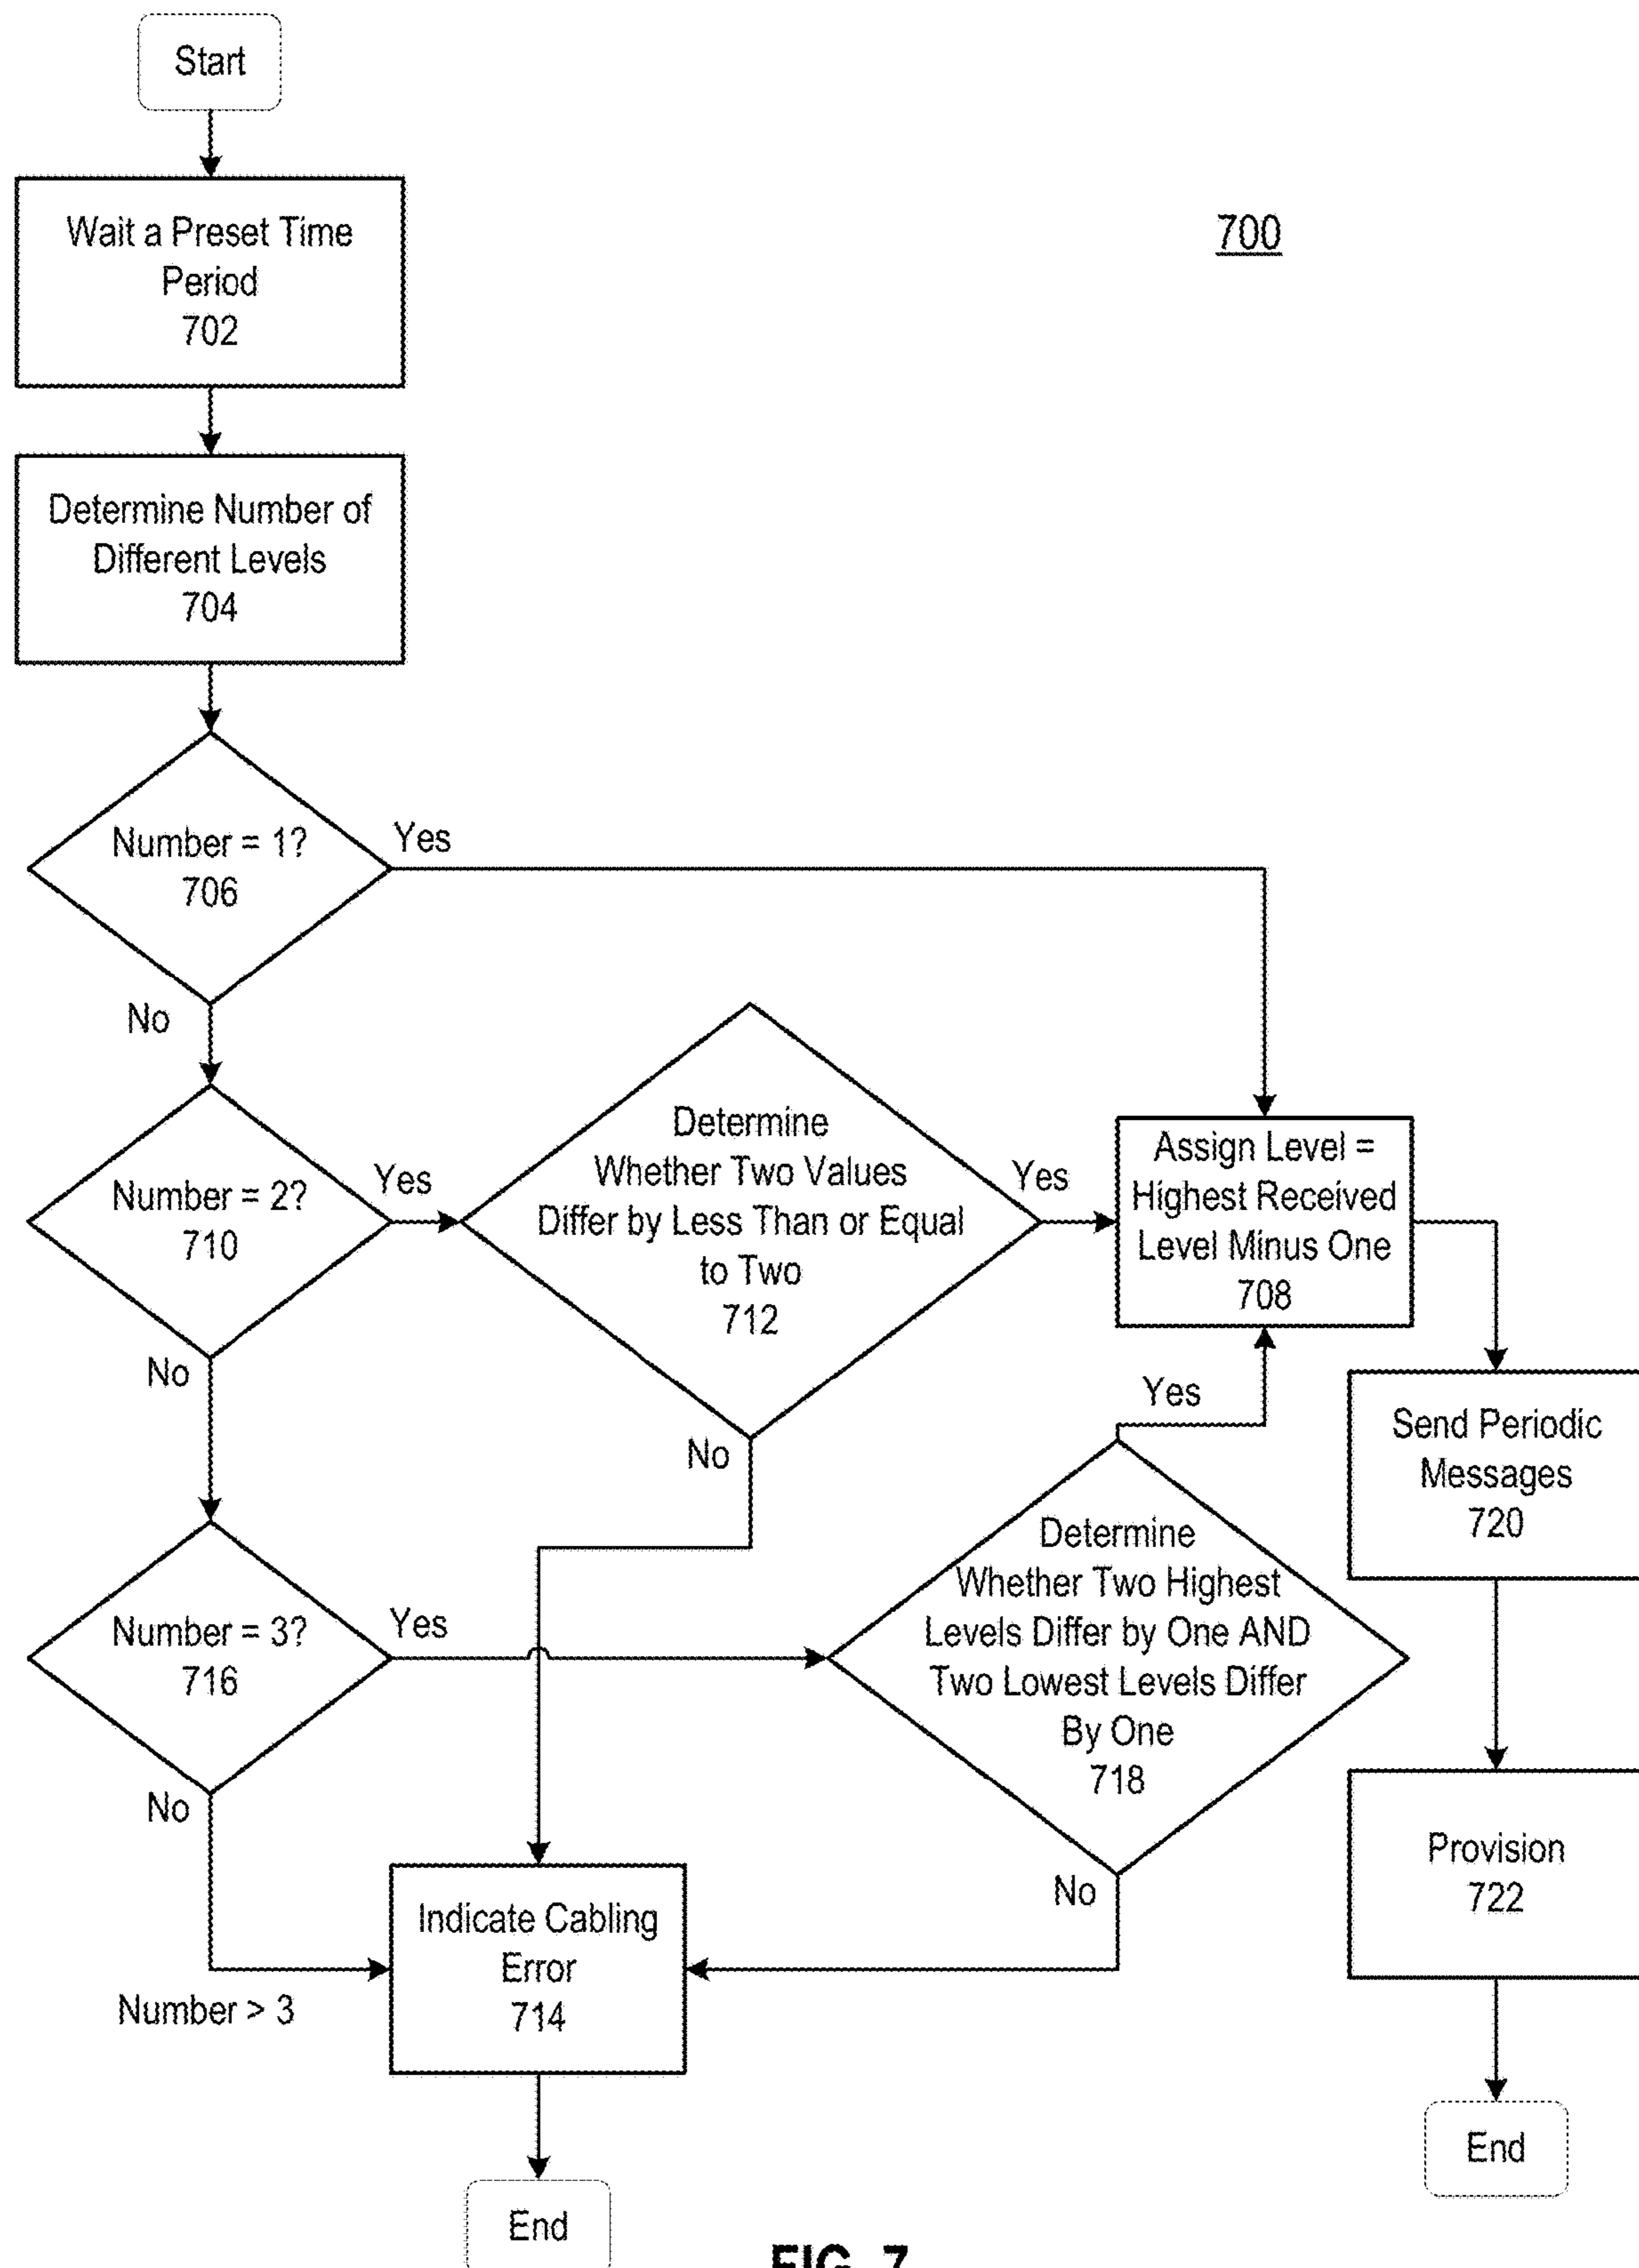 Start
Wait a Preset Time
Period
702
700
Determine Number of
Different Levels
704
Number = 1?
706
Yes
No
Number = 2?
710
Yes
Determine
Whether Two Values
Differ by Less Than or Equal
to Two
712
Yes
Assign Level =
Highest Received
Level Minus One
708
No
No
Yes
Send Periodic
Messages
720
Number = 3?
716
Yes
Determine
Whether Two Highest
Levels Differ by One AND
Two Lowest Levels Differ
By One
718
No
Number > 3
Indicate Cabling
Error
714
No
Provision
722
End
End
FIG. 7